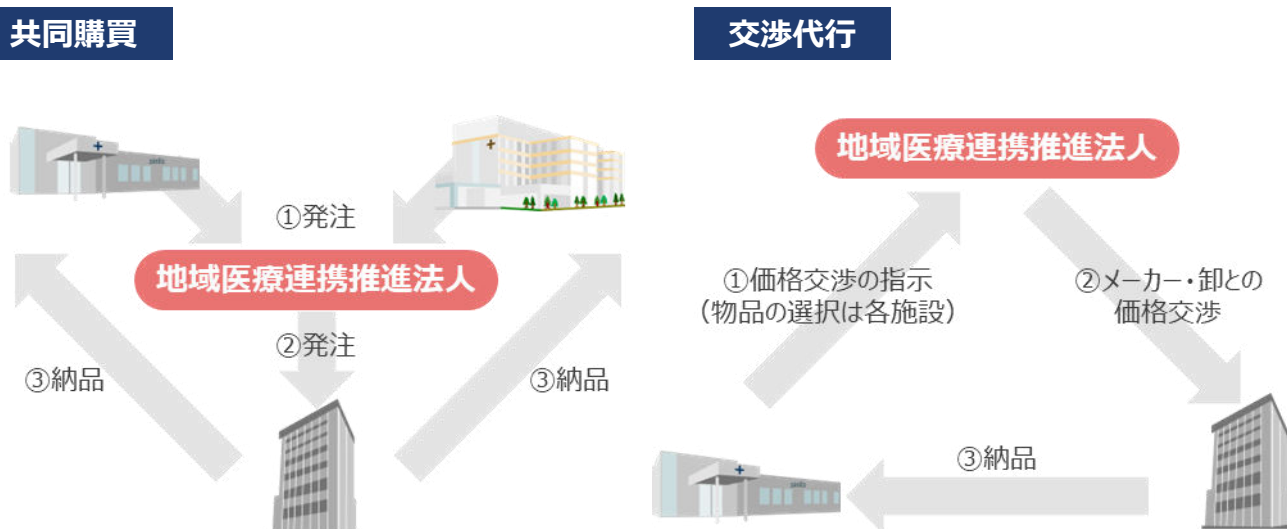 共同購買
①発注
地域医療連携推進法人
②発注
③納品
③納品
交渉代行
地域医療連携推進法人
①価格交渉の指示
（物品の選択は各施設）
②メーカー・卸との
価格交渉
③納品